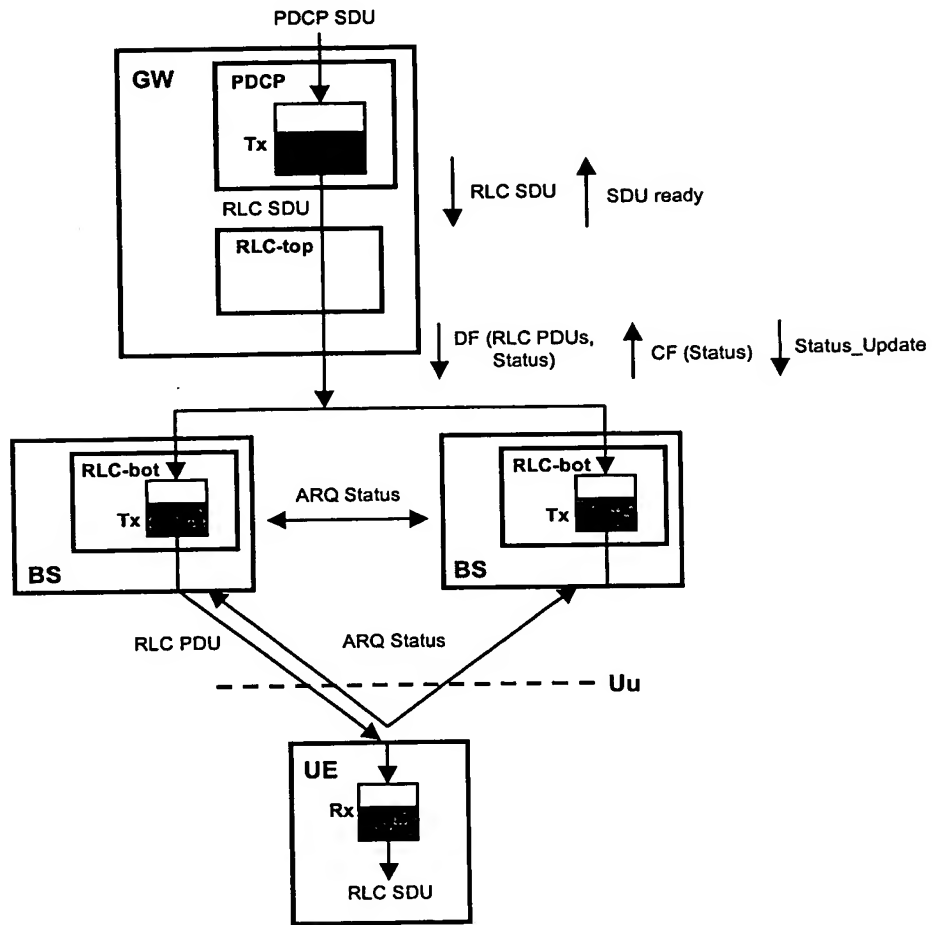 PDCP SDU
GW
PDCP
Tx
RLC SDU
RLC SDU
SDU ready
RLC-top
DF (RLC PDUs,
Status)
CF (Status)
Status_Update
RLC-bot
Tx
BS
ARQ Status
RLC-bot
Tx
BS
RLC PDU
ARQ Status
Uu
UE
Rx
RLC SDU